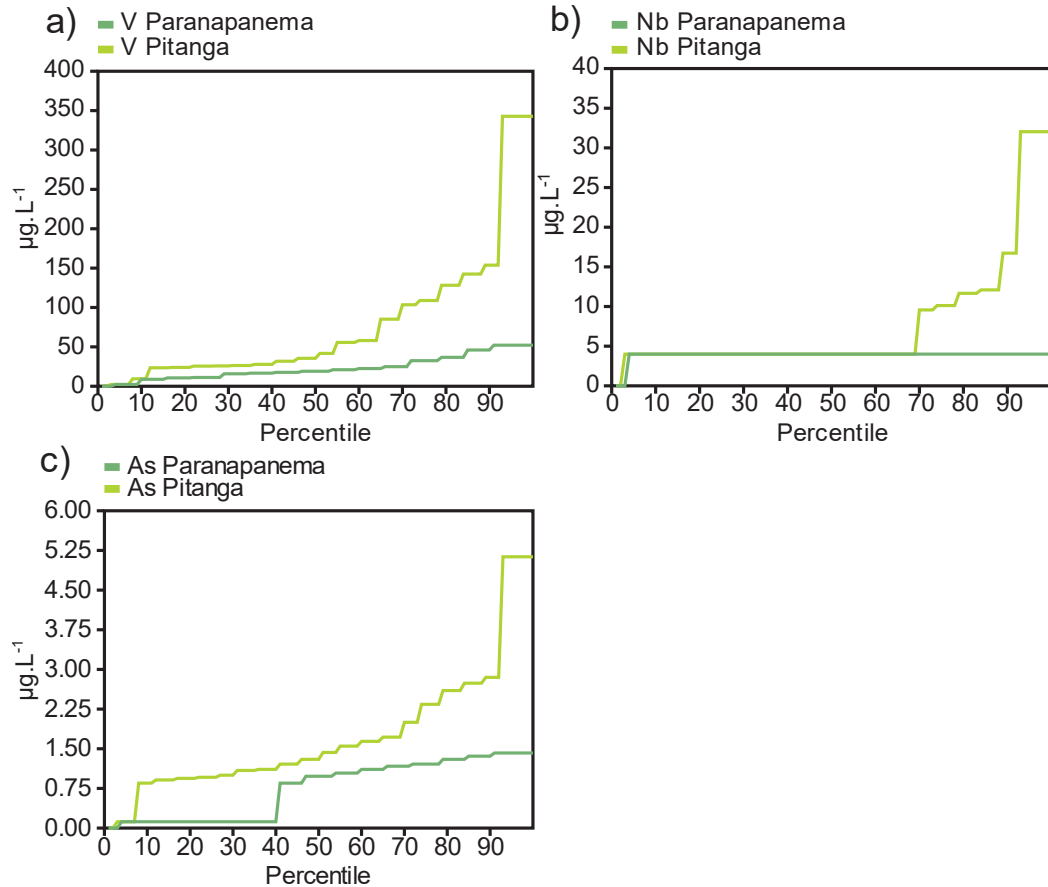 a)
V Paranapanema
V Pitanga
400
350
300
250
200
150
100
50
0
µg.L⁻¹
0 10 20 30 40 50 60 70 80 90
Percentile
b)
Nb Paranapanema
Nb Pitanga
40
35
30
25
20
15
10
5
0
µg.L⁻¹
0 10 20 30 40 50 60 70 80 90
Percentile
c)
As Paranapanema
As Pitanga
6.00
5.25
4.50
3.75
3.00
2.25
1.50
0.75
0.00
µg.L⁻¹
0 10 20 30 40 50 60 70 80 90
Percentile